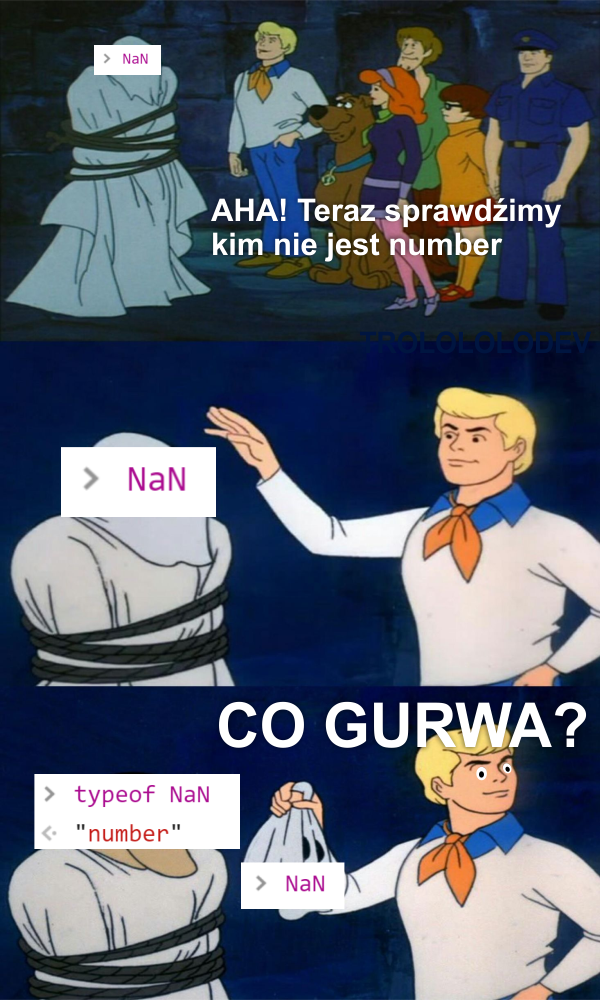 > NaN
AHA! Teraz sprawdźimy
kim nie jest number
TROLOLOLODEV
> NaN
CO GURWA?
> typeof NaN
<· "number"
> NaN